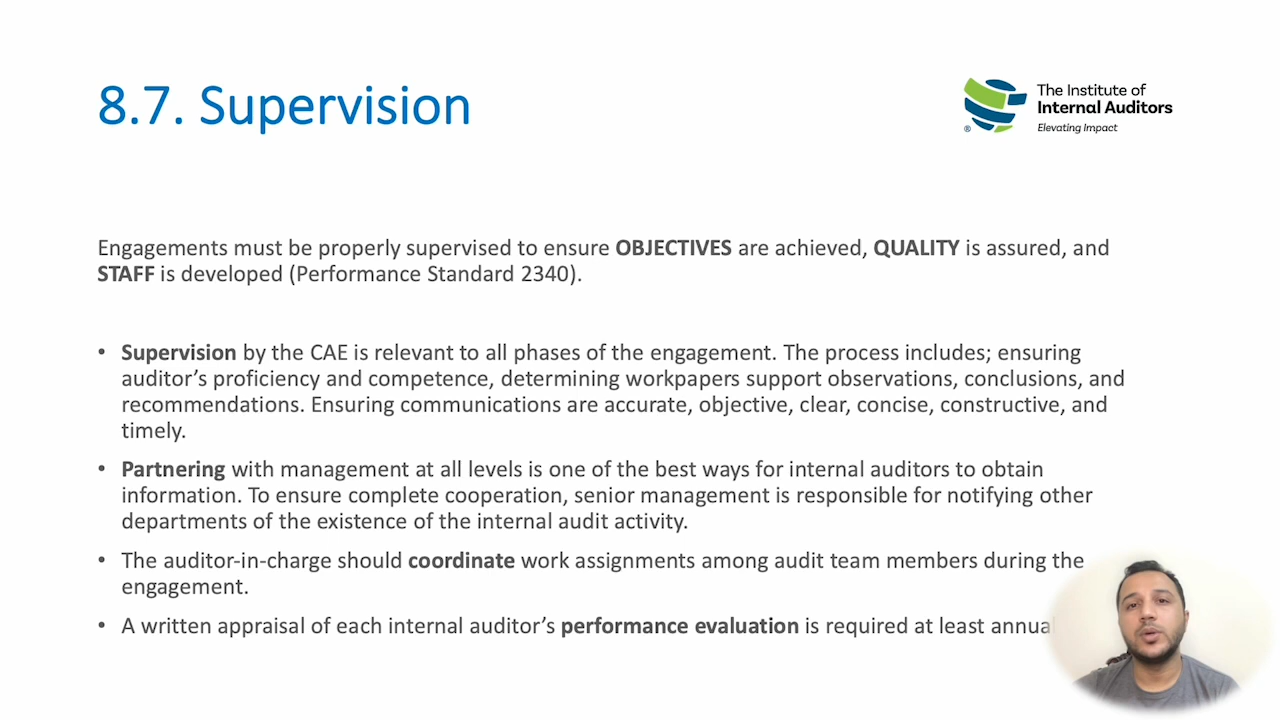 8.7. Supervision
The Institute of
Internal Auditors
Elevating Impact
®
Engagements must be properly supervised to ensure OBJECTIVES are achieved, QUALITY is assured, and
STAFF is developed (Performance Standard 2340).
• Supervision by the CAE is relevant to all phases of the engagement. The process includes; ensuring
auditor’s proficiency and competence, determining workpapers support observations, conclusions, and
recommendations. Ensuring communications are accurate, objective, clear, concise, constructive, and
timely.
• Partnering with management at all levels is one of the best ways for internal auditors to obtain
information. To ensure complete cooperation, senior management is responsible for notifying other
departments of the existence of the internal audit activity.
• The auditor-in-charge should coordinate work assignments among audit team members during the
engagement.
• A written appraisal of each internal auditor’s performance evaluation is required at least